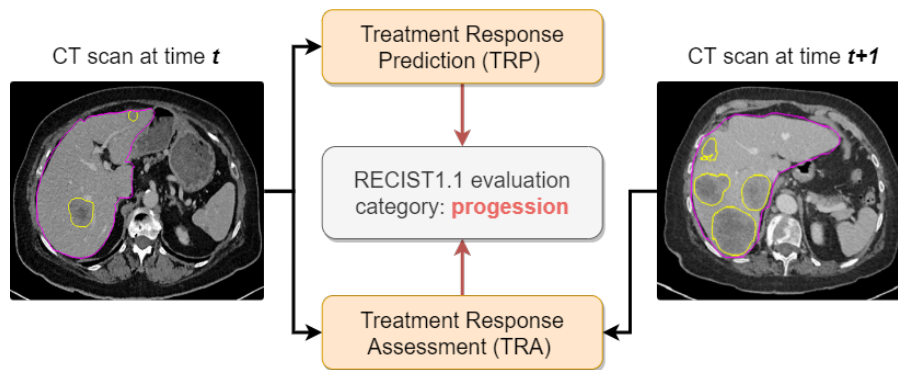 CT scan at time t
Treatment Response
Prediction (TRP)
CT scan at time t+1
RECIST1.1 evaluation
category: progession
Treatment Response
Assessment (TRA)